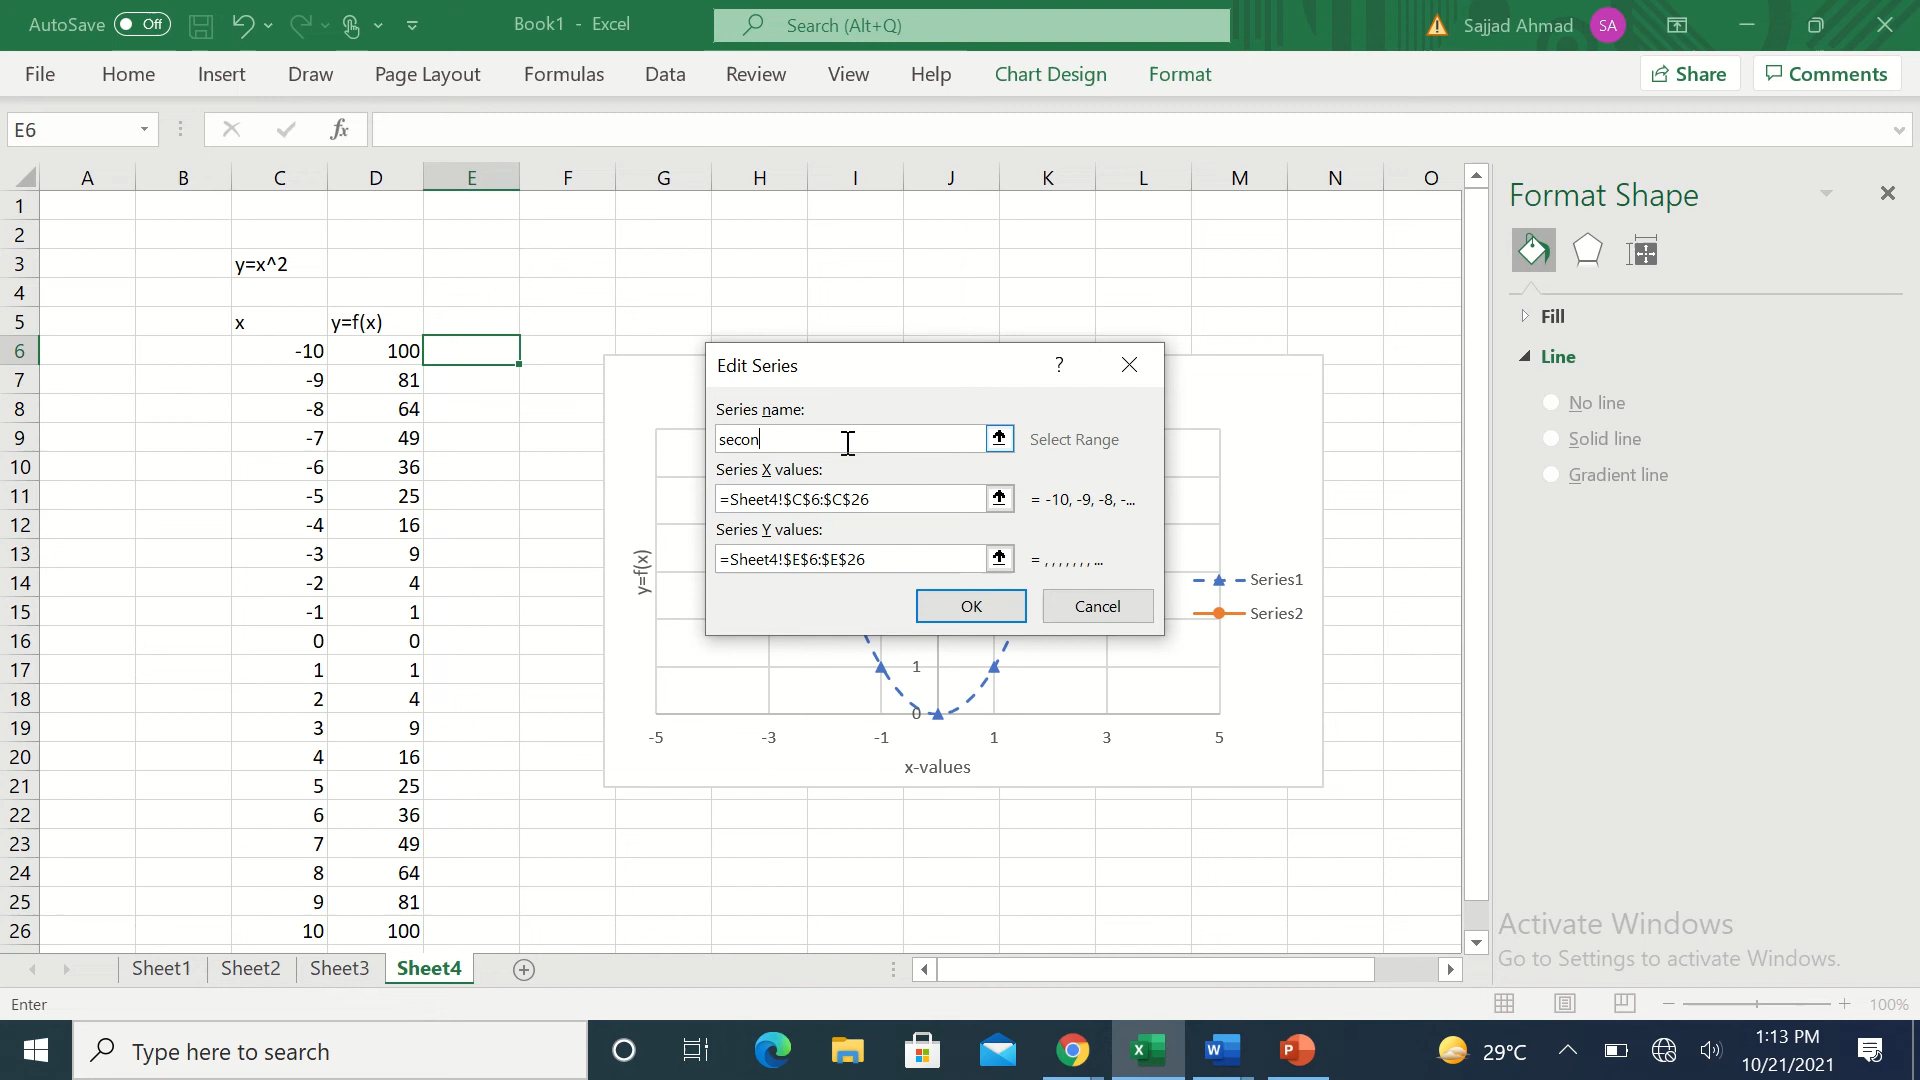 AutoSave Off
Book1 - Excel
Search (Alt+Q)
Sajjad Ahmad SA
File Home Insert Draw Page Layout Formulas Data Review View Help Chart Design Format Share Comments
E6 fx
A B C D E F G H I J K L M N O
1
2
3 y=x^2
4
5 x y=f(x)
6 -10 100
7 -9 81
8 -8 64
9 -7 49
10 -6 36
11 -5 25
12 -4 16
13 -3 9
14 -2 4
15 -1 1
16 0 0
17 1 1
18 2 4
19 3 9
20 4 16
21 5 25
22 6 36
23 7 49
24 8 64
25 9 81
26 10 100
Edit Series ?
Series name:
secon Select Range
Series X values:
=Sheet4!$C$6:$C$26 = -10, -9, -8, -...
Series Y values:
=Sheet4!$E$6:$E$26 = , , , , , , , ...
OK Cancel
y=f(x)
Series1
Series2
1
0
-5 -3 -1 1 3 5
x-values
Format Shape
Fill
Line
No line
Solid line
Gradient line
Activate Windows
Go to Settings to activate Windows.
Sheet1 Sheet2 Sheet3 Sheet4
Enter
100%
Type here to search
29°C
1:13 PM
10/21/2021